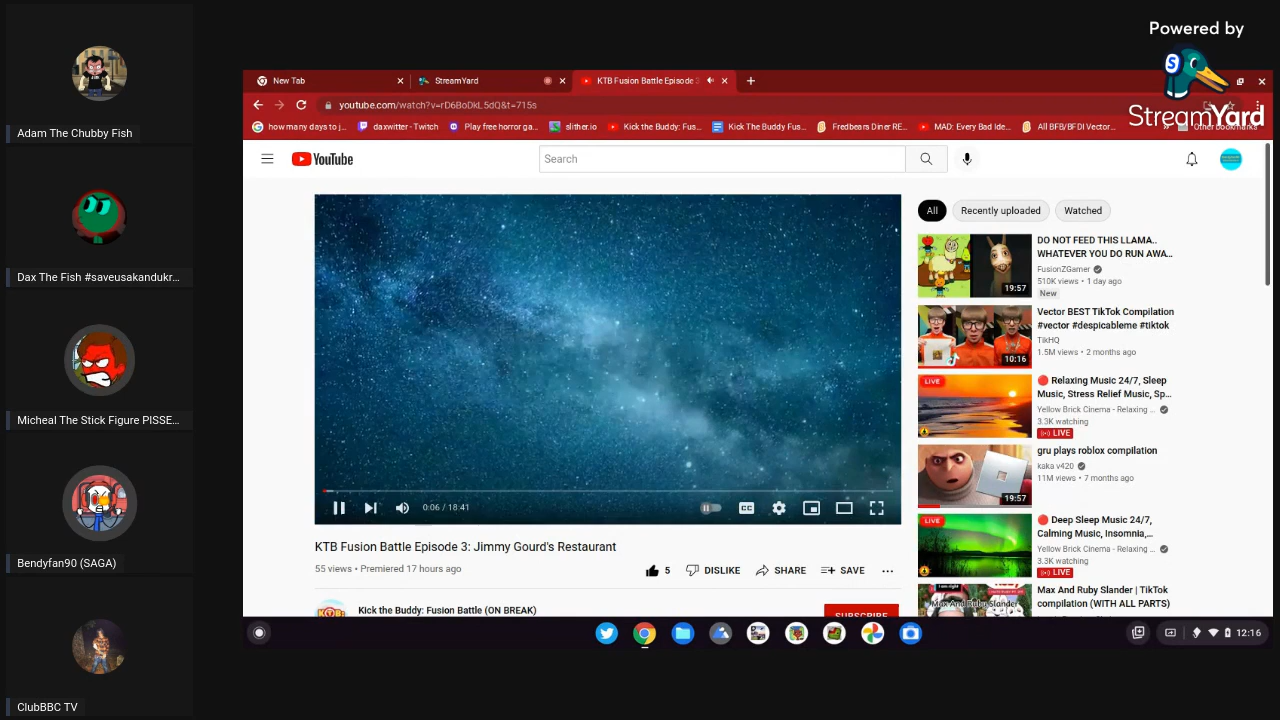 Powered by
StreamYard
Adam The Chubby Fish
Dax The Fish #saveusakandukr...
Micheal The Stick Figure PISSE...
Bendyfan90 (SAGA)
ClubBBC TV
New Tab
StreamYard
KTB Fusion Battle Episode 3
youtube.com/watch?v=rD6BoDkL5dQ&t=715s
how many days to j...
daxwitter - Twitch
Play free horror ga...
slither.io
Kick the Buddy: Fus...
Kick The Buddy Fus...
Fredbears Diner RE...
MAD: Every Bad Ide...
All BFB/BFDI Vector...
Other bookmarks
YouTube
Search
All
Recently uploaded
Watched
0:06 / 18:41
CC
KTB Fusion Battle Episode 3: Jimmy Gourd's Restaurant
55 views • Premiered 17 hours ago
5
DISLIKE
SHARE
SAVE
Kick the Buddy: Fusion Battle (ON BREAK)
SUBSCRIBE
19:57
DO NOT FEED THIS LLAMA..
WHATEVER YOU DO RUN AWA...
FusionZGamer
510K views • 1 day ago
New
10:16
Vector BEST TikTok Compilation
#vector #despicableme #tiktok
TikHQ
1.5M views • 2 months ago
LIVE
Relaxing Music 24/7, Sleep
Music, Stress Relief Music, Sp...
Yellow Brick Cinema - Relaxing ...
3.3K watching
LIVE
19:57
gru plays roblox compilation
kaka v420
11M views • 7 months ago
LIVE
Deep Sleep Music 24/7,
Calming Music, Insomnia,...
Yellow Brick Cinema - Relaxing ...
3.3K watching
LIVE
Max And Ruby Slander
Max And Ruby Slander | TikTok
compilation (WITH ALL PARTS)
12:16